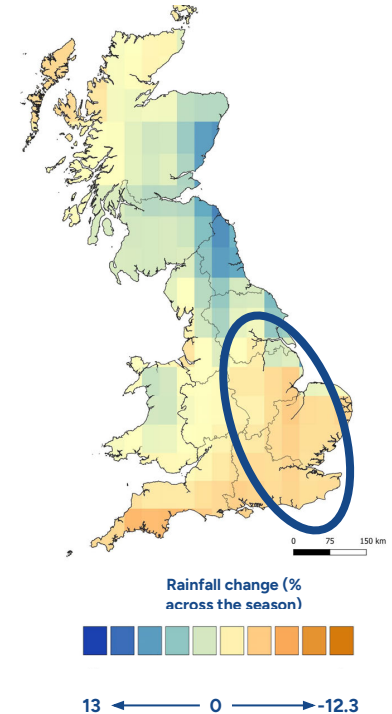 0 75 150 km
Rainfall change (%
across the season)
13 0 -12.3